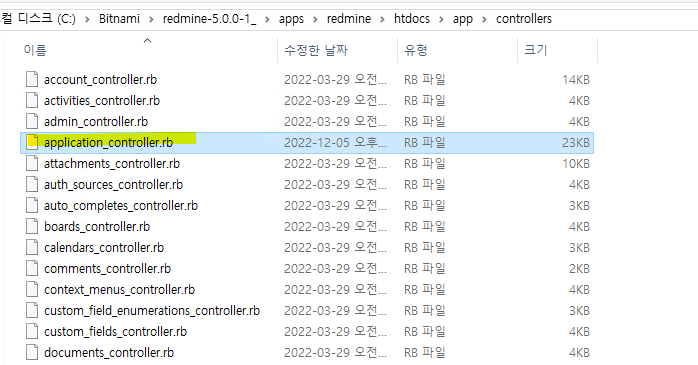 컬 디스크 (C:) > Bitnami > redmine-5.0.0-1_ > apps > redmine > htdocs > app > controllers
이름 수정한 날짜 유형 크기
account_controller.rb 2022-03-29 오전... RB 파일 14KB
activities_controller.rb 2022-03-29 오전... RB 파일 4KB
admin_controller.rb 2022-03-29 오전... RB 파일 4KB
application_controller.rb 2022-12-05 오후... RB 파일 23KB
attachments_controller.rb 2022-03-29 오전... RB 파일 10KB
auth_sources_controller.rb 2022-03-29 오전... RB 파일 4KB
auto_completes_controller.rb 2022-03-29 오전... RB 파일 3KB
boards_controller.rb 2022-03-29 오전... RB 파일 4KB
calendars_controller.rb 2022-03-29 오전... RB 파일 3KB
comments_controller.rb 2022-03-29 오전... RB 파일 2KB
context_menus_controller.rb 2022-03-29 오전... RB 파일 4KB
custom_field_enumerations_controller.rb 2022-03-29 오전... RB 파일 3KB
custom_fields_controller.rb 2022-03-29 오전... RB 파일 4KB
documents_controller.rb 2022-03-29 오전... RB 파일 4KB